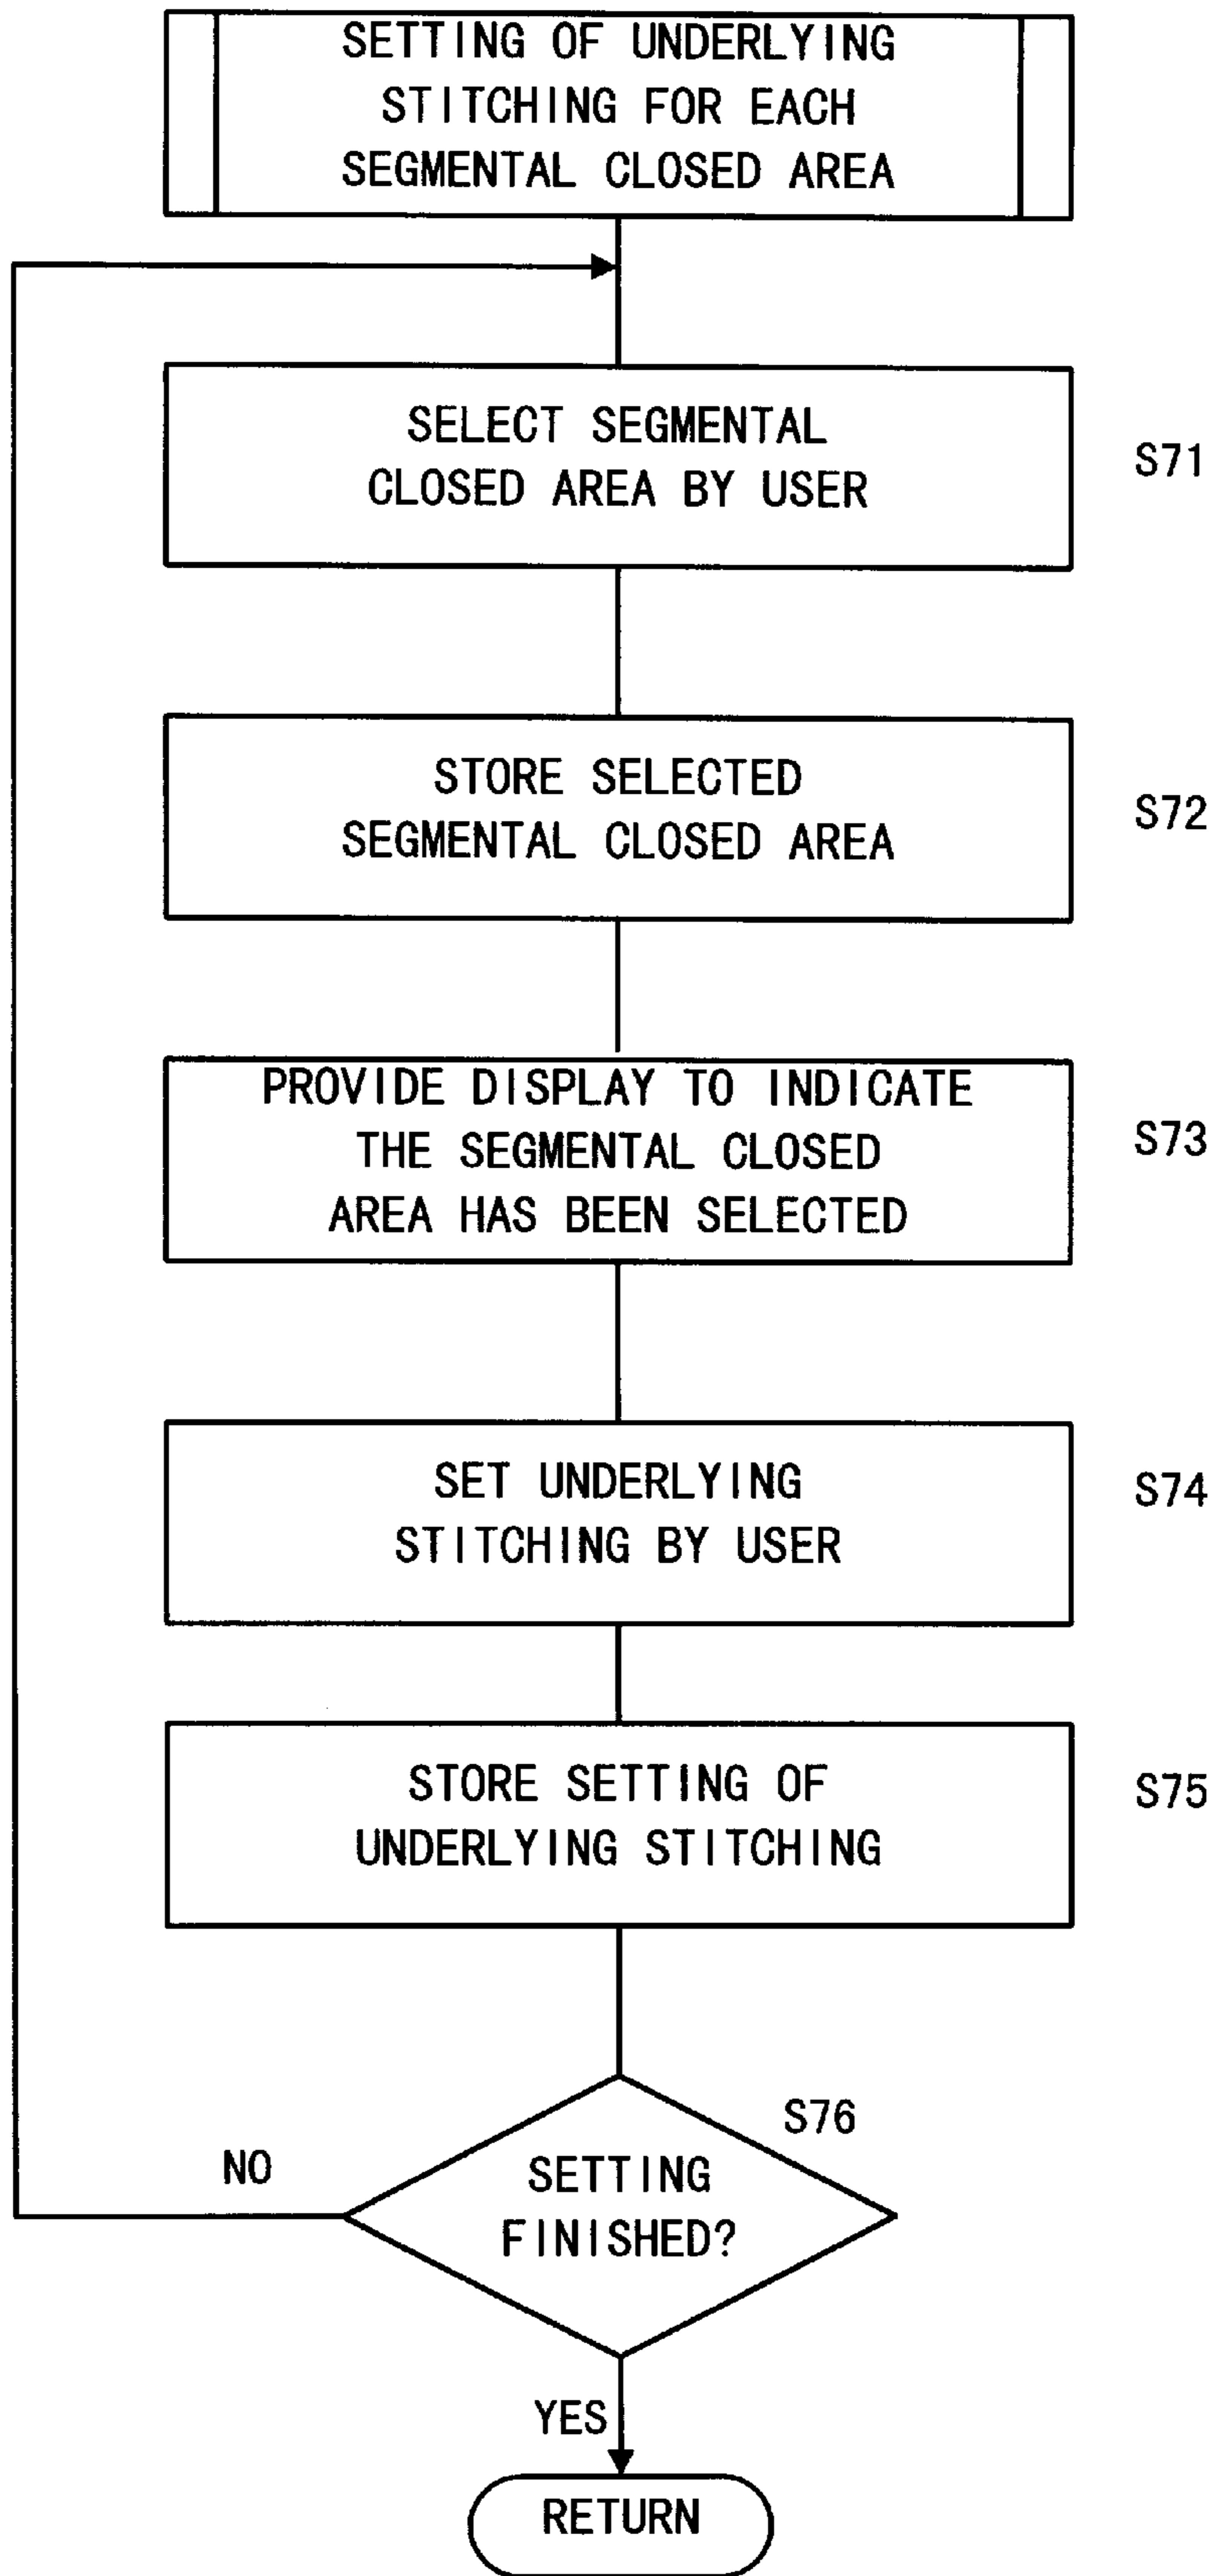 SETTING OF UNDERLYING
STITCHING FOR EACH
SEGMENTAL CLOSED AREA
SELECT SEGMENTAL
CLOSED AREA BY USER
S71
STORE SELECTED
SEGMENTAL CLOSED AREA
S72
PROVIDE DISPLAY TO INDICATE
THE SEGMENTAL CLOSED
AREA HAS BEEN SELECTED
S73
SET UNDERLYING
STITCHING BY USER
S74
STORE SETTING OF
UNDERLYING STITCHING
S75
S76
SETTING
FINISHED?
NO
YES
RETURN